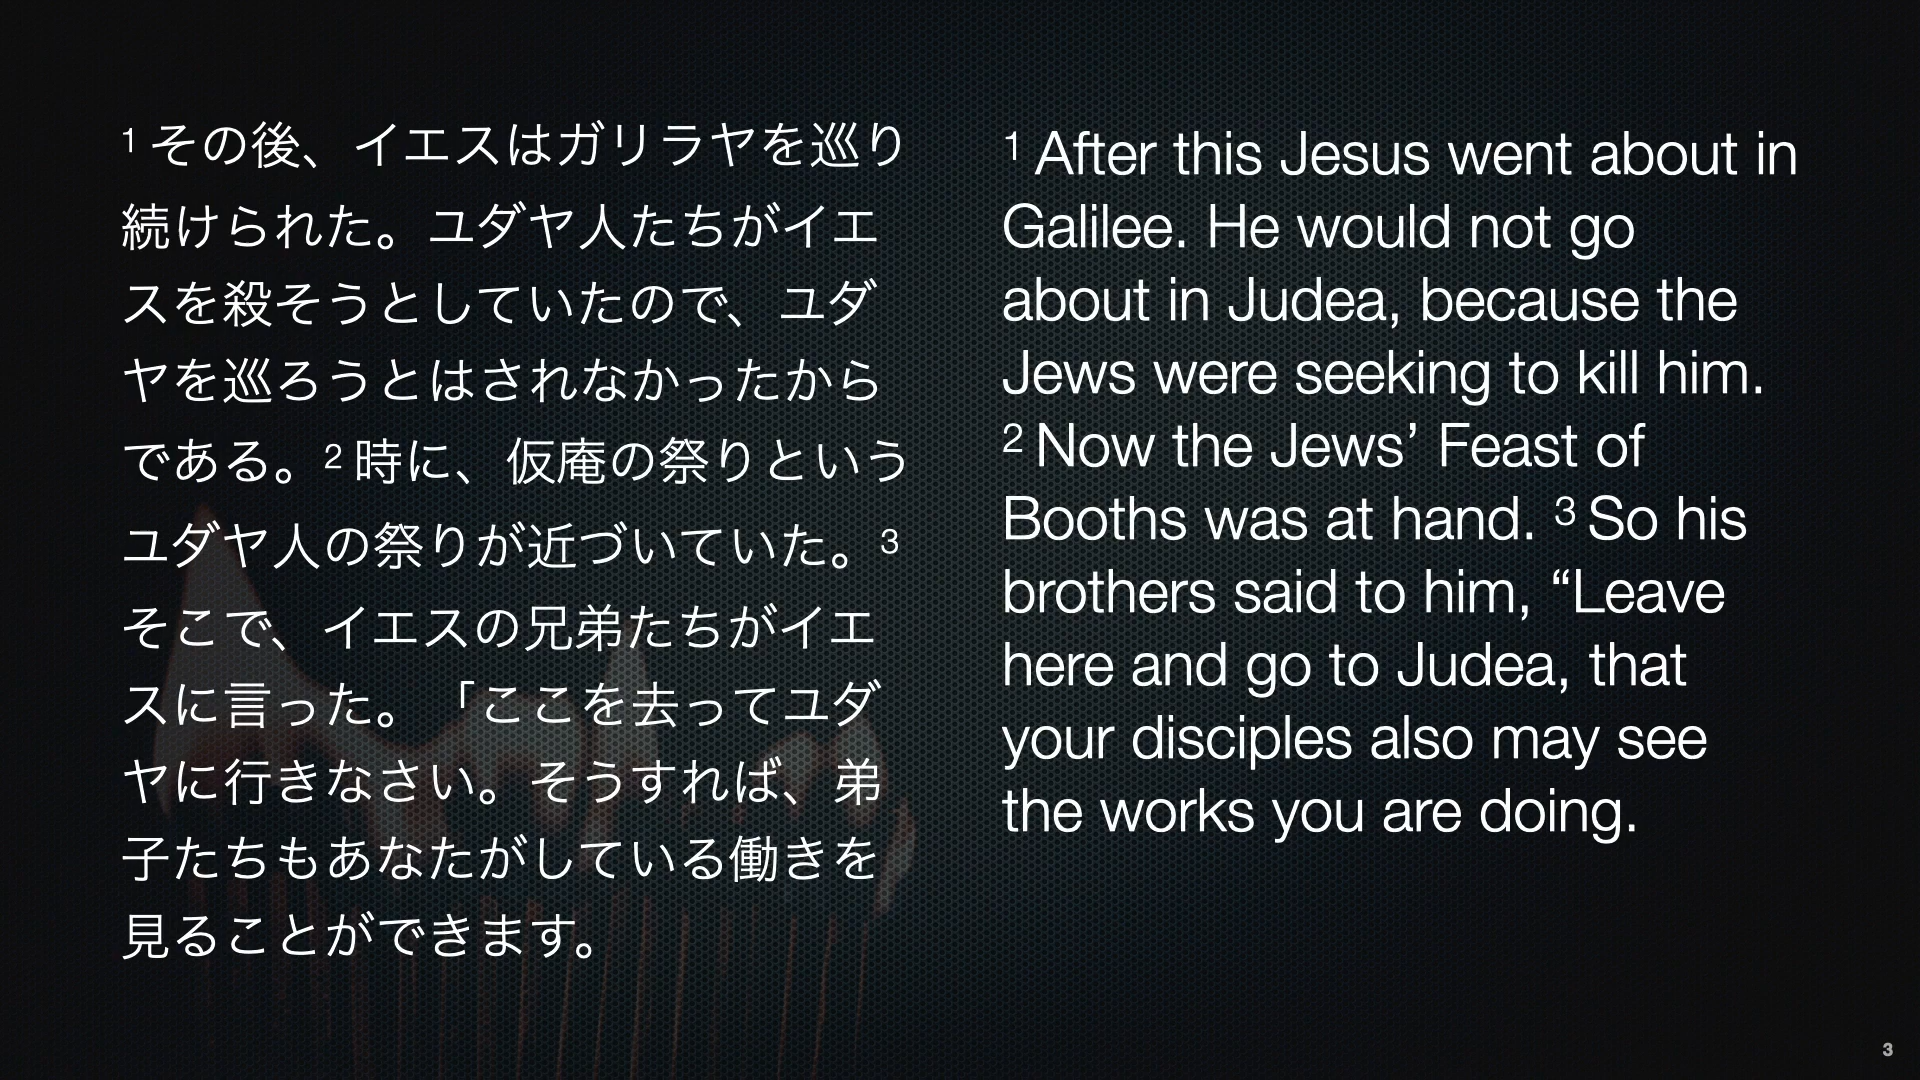 1 その後、イエスはガリラヤを巡り
続けられた。ユダヤ人たちがイエ
スを殺そうとしていたので、ユダ
ヤを巡ろうとはされなかったから
である。2 時に、仮庵の祭りという
ユダヤ人の祭りが近づいていた。3
そこで、イエスの兄弟たちがイエ
スに言った。「ここを去ってユダ
ヤに行きなさい。そうすれば、弟
子たちもあなたがしている働きを
見ることができます。
1 After this Jesus went about in
Galilee. He would not go
about in Judea, because the
Jews were seeking to kill him.
2 Now the Jews’ Feast of
Booths was at hand. 3 So his
brothers said to him, “Leave
here and go to Judea, that
your disciples also may see
the works you are doing.
3